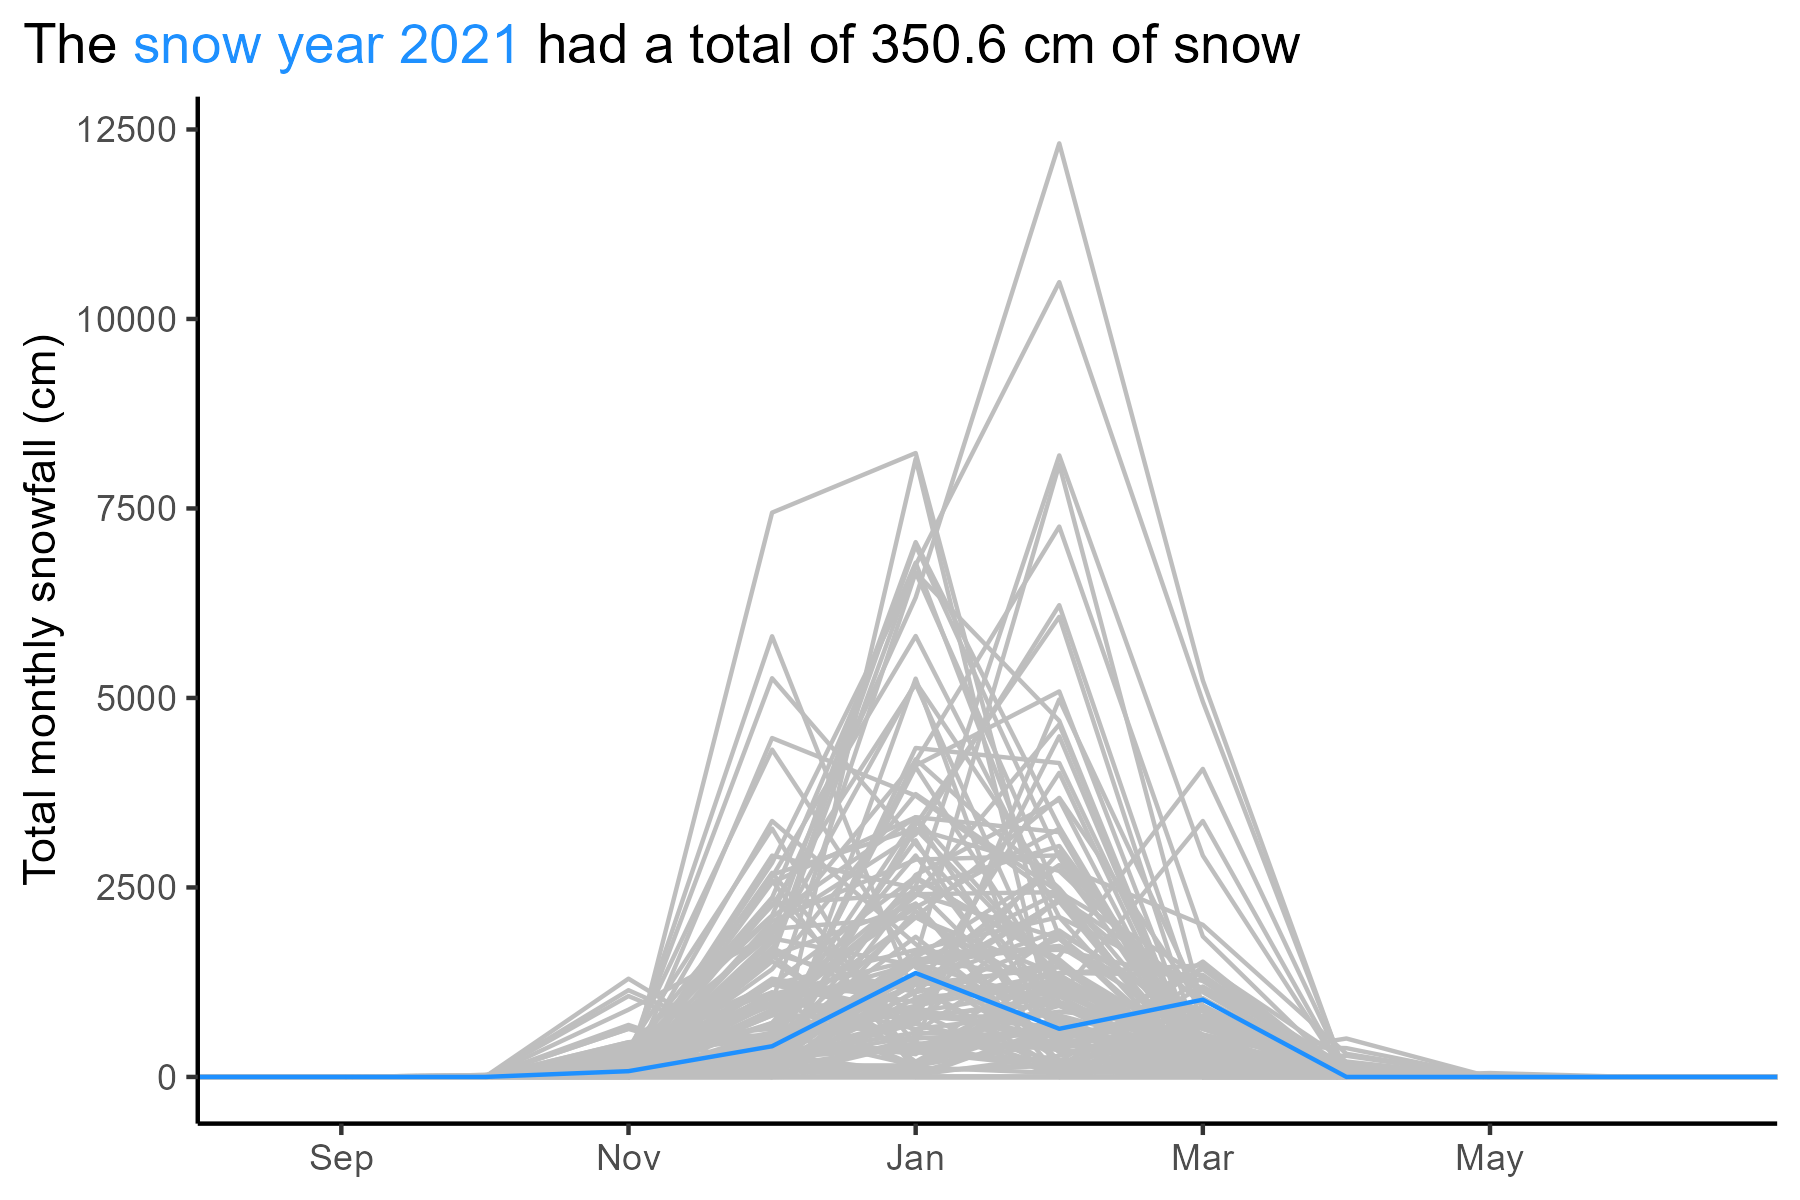 The snow year 2021 had a total of 350.6 cm of snow
Total monthly snowfall (cm)
12500
10000
7500
5000
2500
0
Sep Nov Jan Mar May